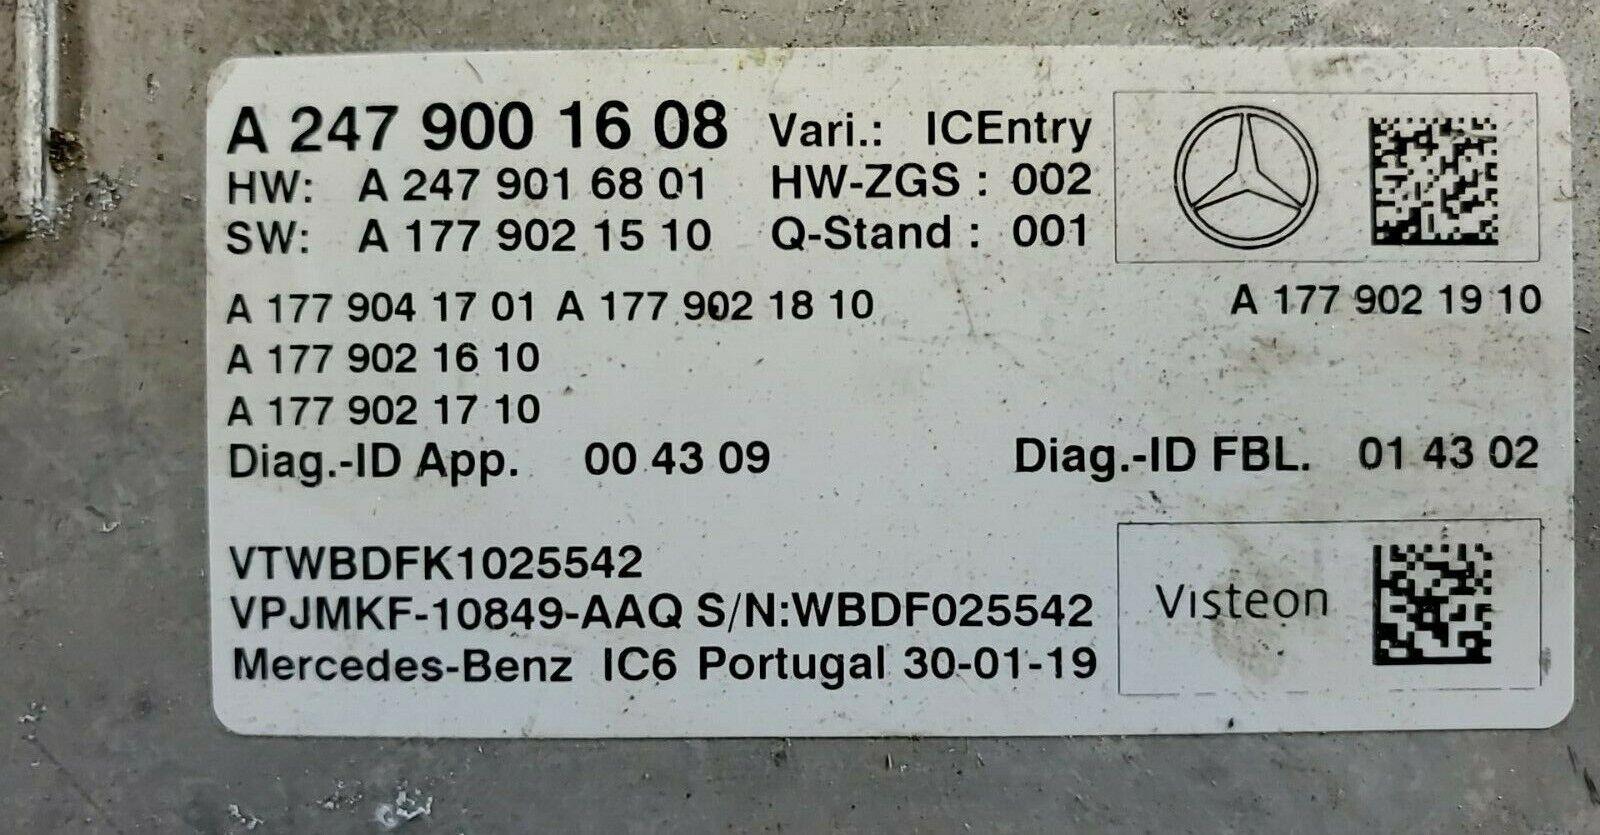 A 247 900 16 08 Vari.: ICEntry
HW: A 247 901 68 01 HW-ZGS : 002
SW: A 177 902 15 10 Q-Stand : 001
A 177 904 17 01 A 177 902 18 10 A 177 902 19 10
A 177 902 16 10
A 177 902 17 10
Diag.-ID App. 00 43 09 Diag.-ID FBL. 01 43 02
VTWBDFK1025542
VPJMKF-10849-AAQ S/N:WBDF025542
Mercedes-Benz IC6 Portugal 30-01-19
Visteon